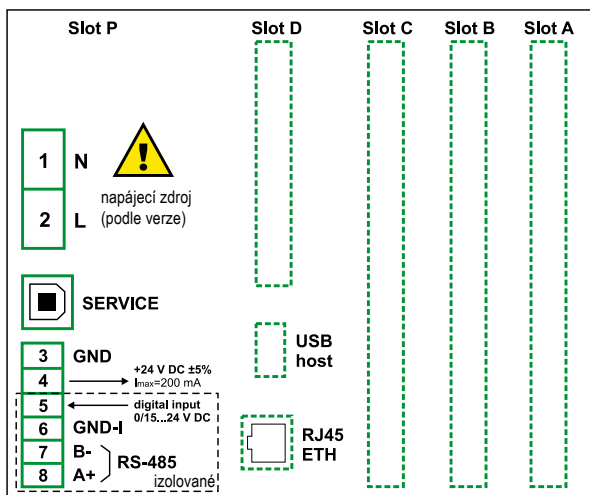 Slot P Slot D Slot C Slot B Slot A
1 N
napájecí zdroj
(podle verze)
2 L
SERVICE
3 GND
4 +24 V DC ±5%
Imax=200 mA
5 digital input
0/15...24 V DC
6 GND-I
7 B-
8 A+
RS-485
izolované
USB
host
RJ45
ETH